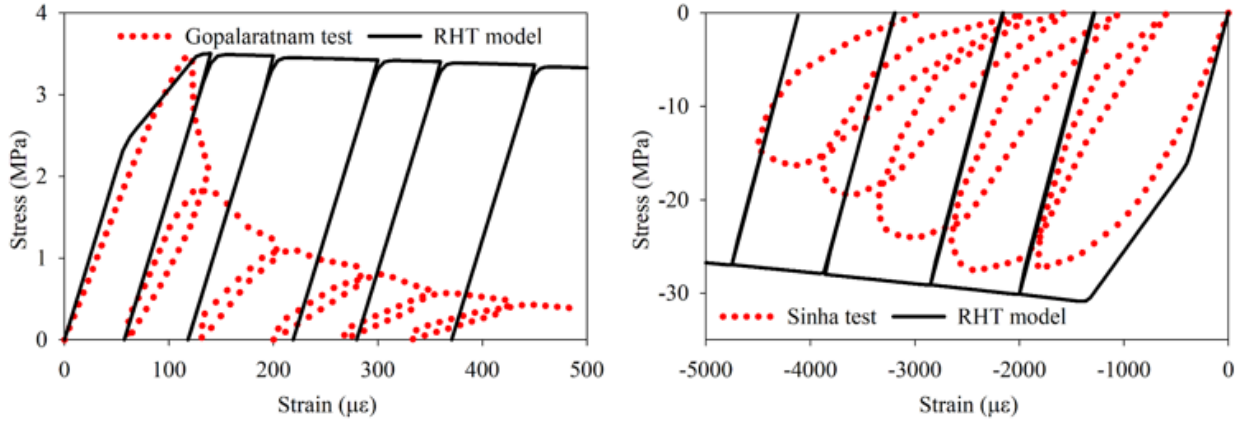 4
3
2
1
0
Stress (MPa)
Gopalaratnam test
RHT model
0 100 200 300 400 500
Strain (με)
0
-10
-20
-30
Stress (MPa)
Sinha test
RHT model
-5000 -4000 -3000 -2000 -1000 0
Strain (με)